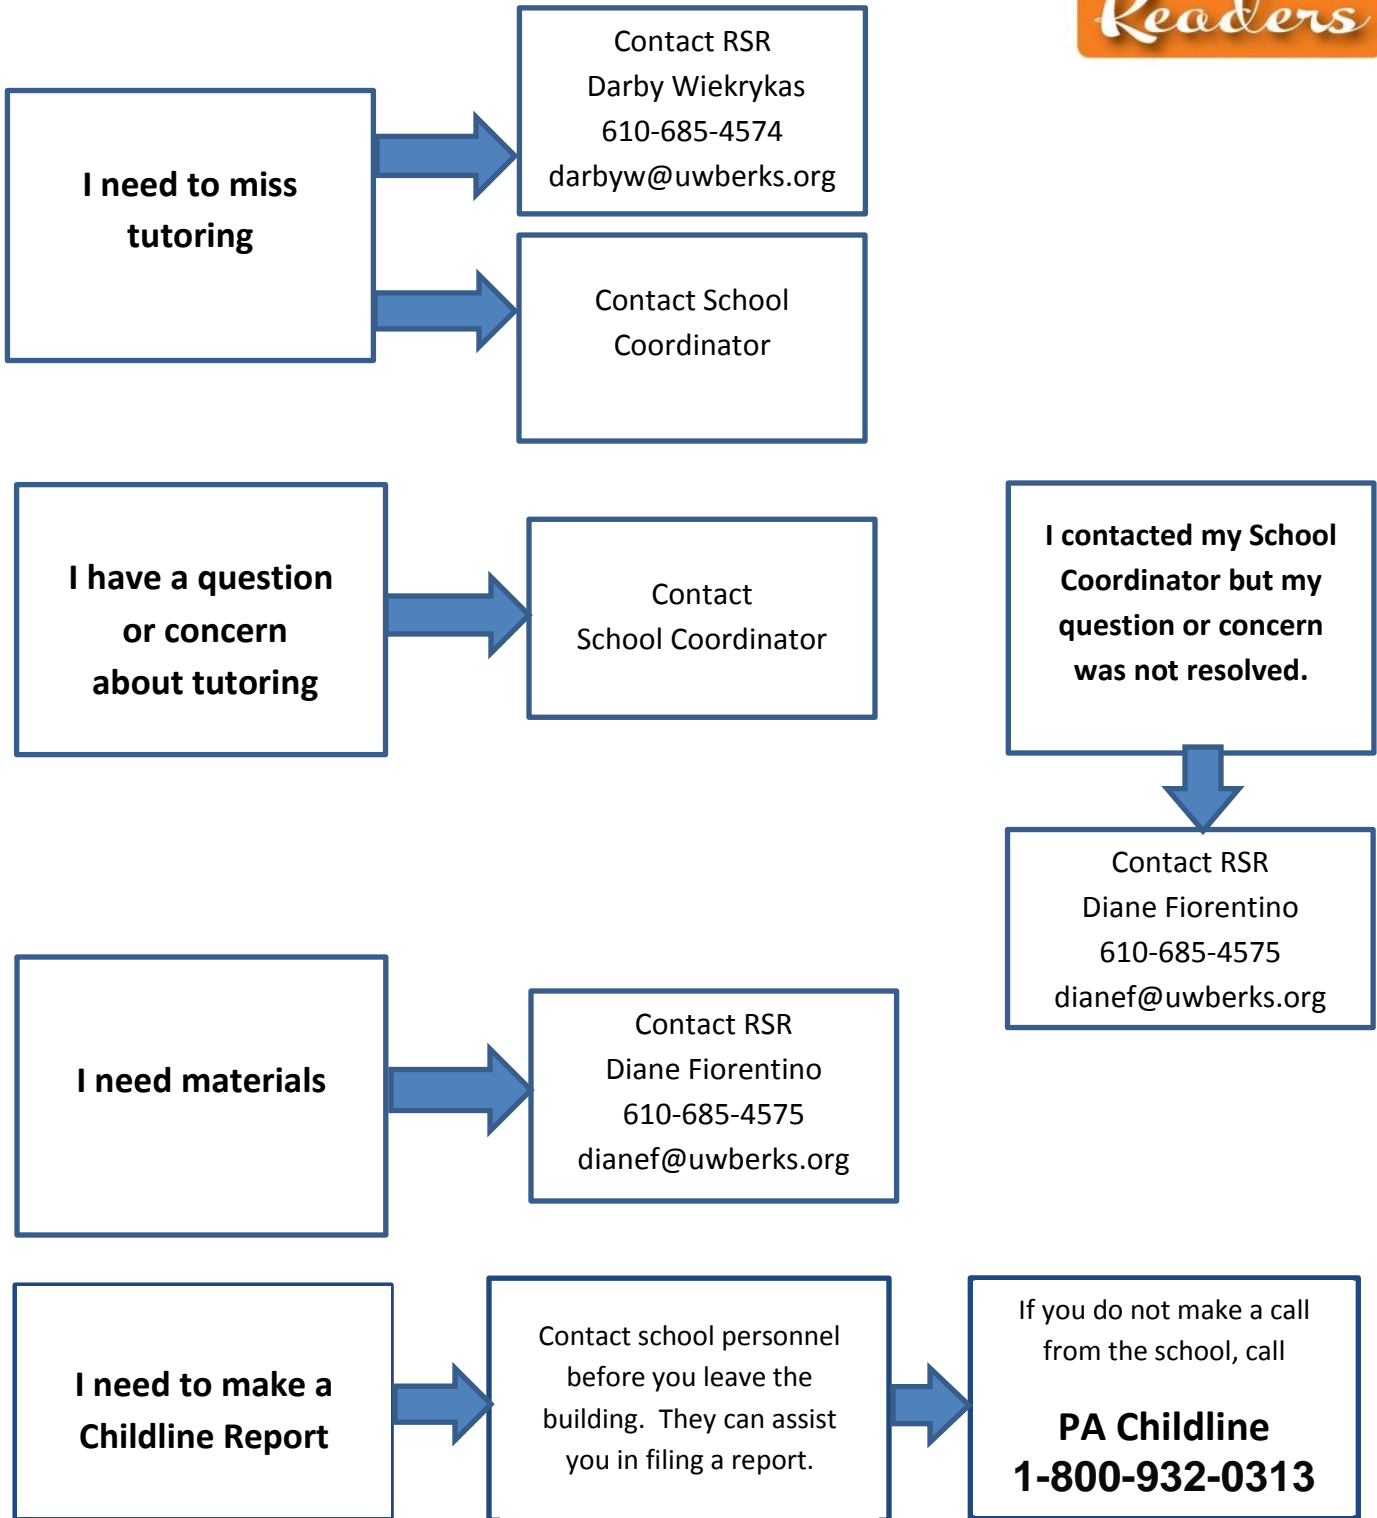 Readers
I need to miss
tutoring
Contact RSR
Darby Wiekrykas
610-685-4574
darbyw@uwberks.org
Contact School
Coordinator
I have a question
or concern
about tutoring
Contact
School Coordinator
I contacted my School
Coordinator but my
question or concern
was not resolved.
Contact RSR
Diane Fiorentino
610-685-4575
dianef@uwberks.org
I need materials
Contact RSR
Diane Fiorentino
610-685-4575
dianef@uwberks.org
I need to make a
Childline Report
Contact school personnel
before you leave the
building.  They can assist
you in filing a report.
If you do not make a call
from the school, call
PA Childline
1-800-932-0313